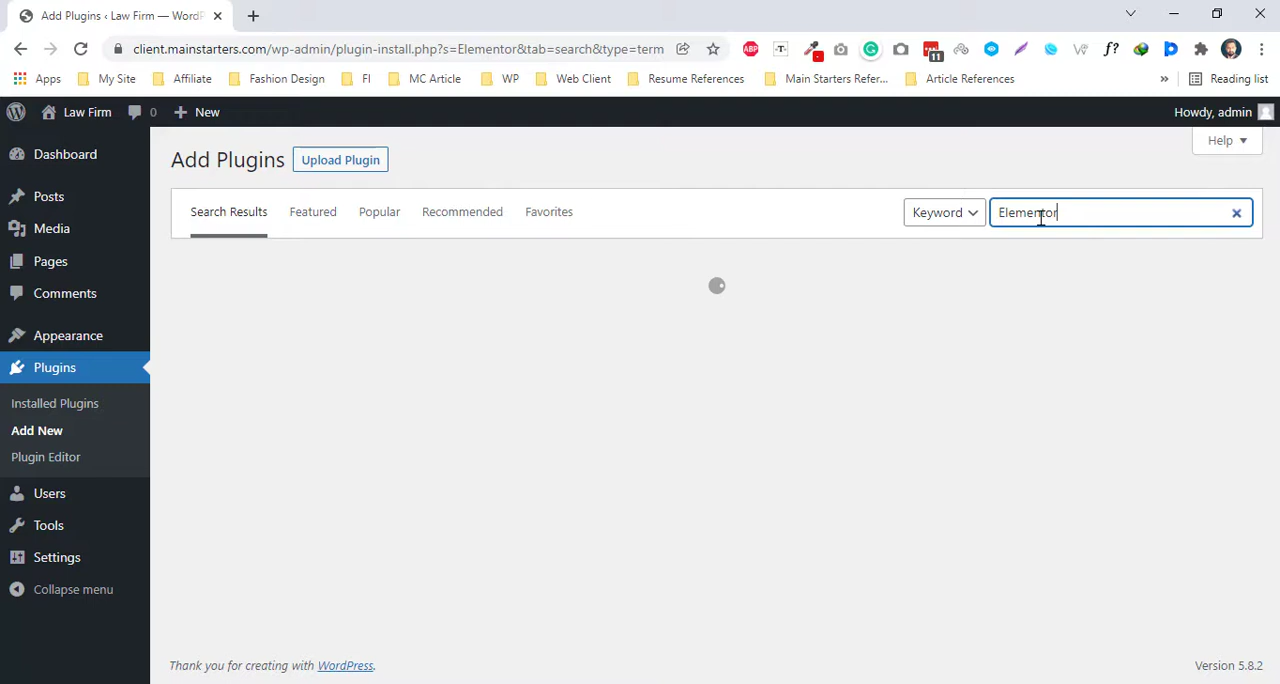 Add Plugins ‹ Law Firm — WordP
client.mainstarters.com/wp-admin/plugin-install.php?s=Elementor&tab=search&type=term
ABP
T
11
f?
Apps
My Site
Affiliate
Fashion Design
FI
MC Article
WP
Web Client
Resume References
Main Starters Refer...
Article References
»
Reading list
Law Firm
0
New
Howdy, admin
Dashboard
Posts
Media
Pages
Comments
Appearance
Plugins
Installed Plugins
Add New
Plugin Editor
Users
Tools
Settings
Collapse menu
Help
Add Plugins
Upload Plugin
Search Results
Featured
Popular
Recommended
Favorites
Keyword
Elementor
Thank you for creating with WordPress.
Version 5.8.2